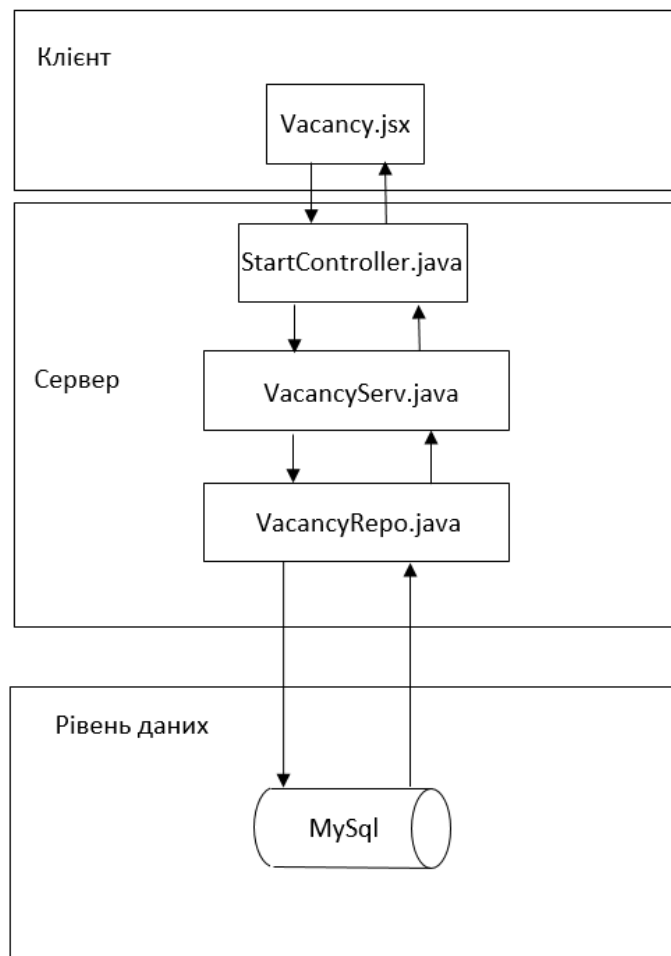 Клієнт
Vacancy.jsx
StartController.java
Сервер
VacancyServ.java
VacancyRepo.java
Рівень даних
MySql